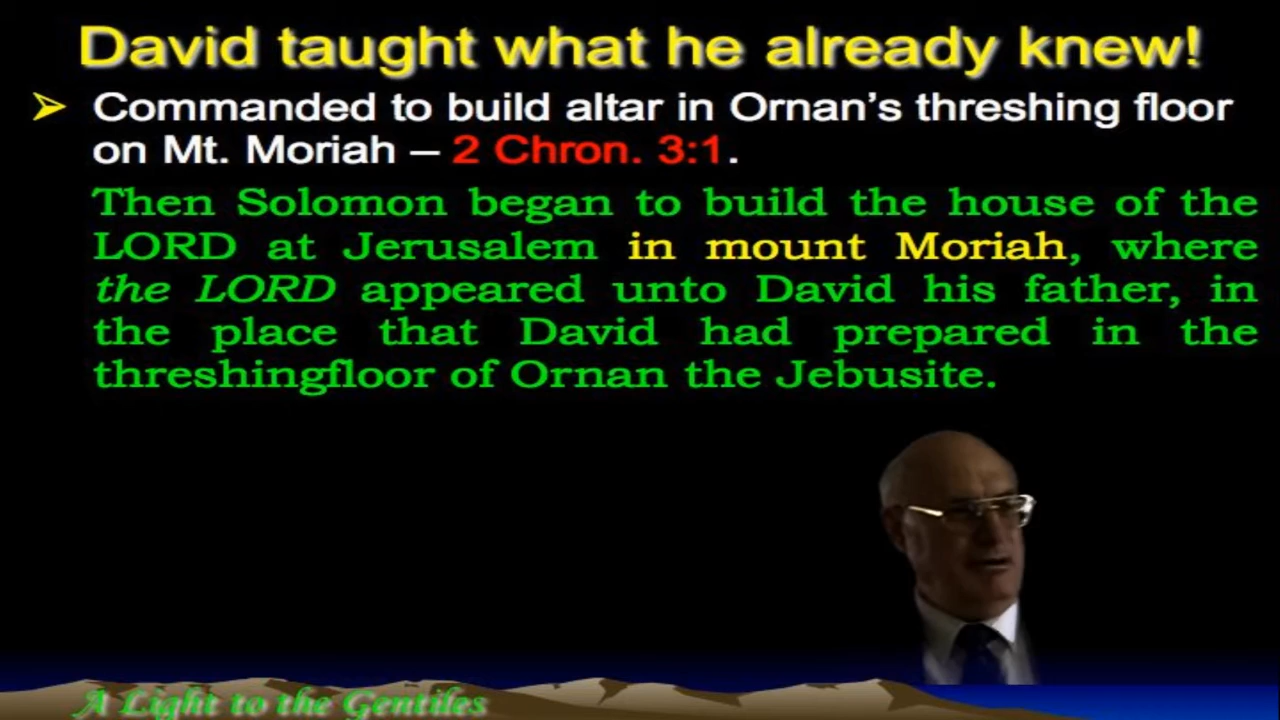 David taught what he already knew!
Commanded to build altar in Ornan's threshing floor
on Mt. Moriah – 2 Chron. 3:1.
Then Solomon began to build the house of the
LORD at Jerusalem in mount Moriah, where
the LORD appeared unto David his father, in
the place that David had prepared in the
threshingfloor of Ornan the Jebusite.
A Light to the Gentiles